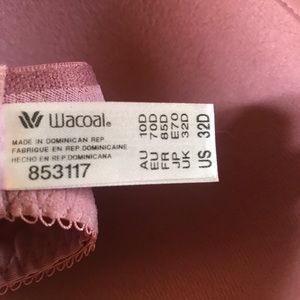 Wacoal®
MADE IN DOMINICAN REP.
FABRIQUE EN REP. DOMINICAINE
HECHO EN REP. DOMINICANA
853117
AU 10D
EU 70D
FR 85D
JP E70
UK 32D
US 32D